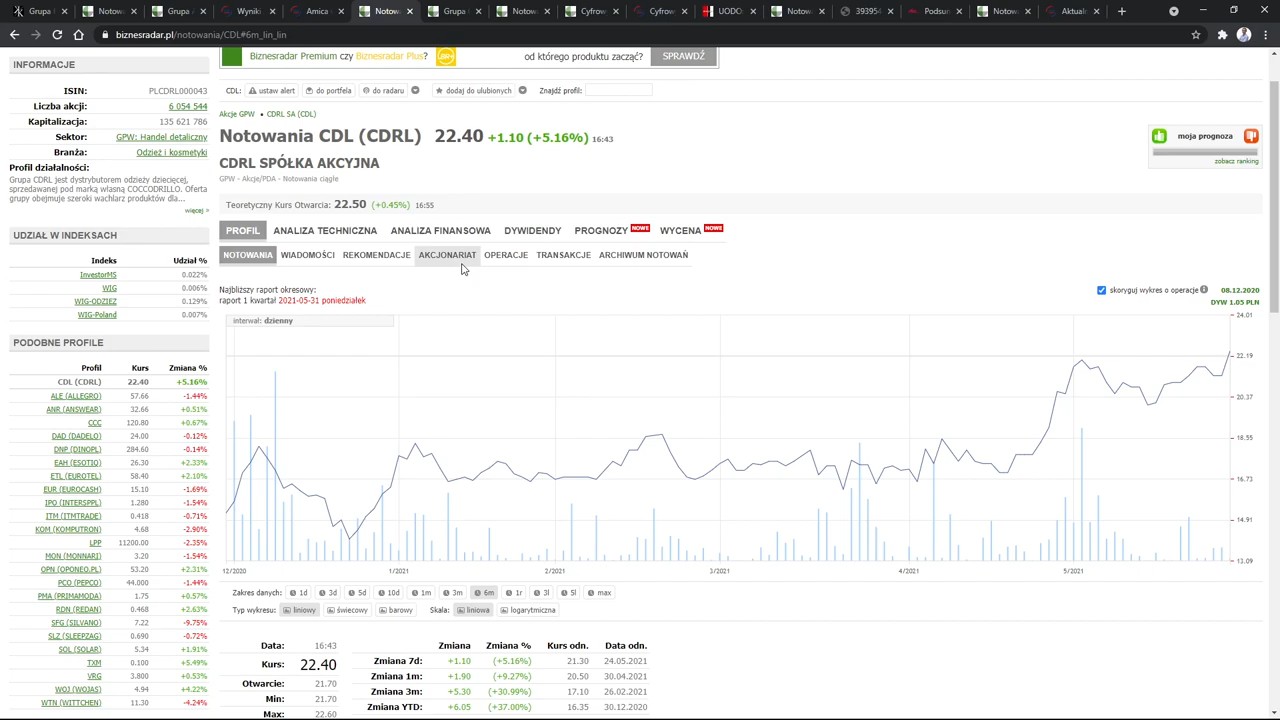 Grupa
Profil G
Grupa
Notow
Notow
Notow
Cyfrow
Cyfrow
UODO
Notow
39395
Podsun
Notow
Aktualn
biznesradar.pl/notowania/CDL#6m_lin_lin
Biznesradar Premium czy Biznesradar Plus?
od którego produktu zacząć?
SPRAWDŹ
INFORMACJE
ISIN: PLCDRL000043
Liczba akcji: 6 054 544
Kapitalizacja: 135 621 786
Sektor: GPW: Handel detaliczny
Branża: Odzież i kosmetyki
Profil działalności:
Grupa CDRL jest dystrybutorem odzieży dziecięcej,
sprzedawanej pod marką własną COCCODRILLO. Oferta
grupy obejmuje szeroki wachlarz produktów dla...
więcej »
UDZIAŁ W INDEKSACH
Indeks Udział %
InvestorMS 0.022%
WIG 0.006%
WIG-ODZIEZ 0.129%
WIG-Poland 0.007%
PODOBNE PROFILE
Profil Kurs Zmiana %
CDL (CDRL) 22.40 +5.16%
ALE (ALLEGRO) 57.66 -1.44%
ANR (ANSWEAR) 32.66 +0.51%
CCC 120.80 +0.67%
DAD (DADELO) 24.00 -0.12%
DNP (DINOPL) 284.60 -0.14%
EAH (ESOTIQ) 26.30 +2.33%
ETL (EUROTEL) 58.40 +2.10%
EUR (EUROCASH) 15.10 -1.69%
IPO (INTERSPPL) 1.280 -1.54%
ITM (ITMTRADE) 0.418 -0.71%
KOM (KOMPUTRON) 4.68 -2.90%
LPP 11200.00 -2.35%
MON (MONNARI) 3.20 -1.54%
OPN (OPONEO.PL) 53.20 +2.31%
PCO (PEPCO) 44.000 -1.44%
PMA (PRIMAMODA) 1.75 +0.57%
RDN (REDAN) 0.468 +2.63%
SFG (SILVANO) 7.22 -9.75%
SLZ (SLEEPZAG) 0.690 -0.72%
SOL (SOLAR) 5.34 +1.91%
TXM 0.100 +5.49%
VRG 3.800 +0.53%
WOJ (WOJAS) 4.94 +4.22%
WTN (WITTCHEN) 11.30 -4.24%
CDL: ustaw alert do portfela do radaru dodaj do ulubionych Znajdź profil:
Akcje GPW • CDRL SA (CDL)
Notowania CDL (CDRL) 22.40 +1.10 (+5.16%) 16:43
CDRL SPÓŁKA AKCYJNA
GPW - Akcje/PDA - Notowania ciągłe
moja prognoza
zobacz ranking
Teoretyczny Kurs Otwarcia: 22.50 (+0.45%) 16:55
PROFIL ANALIZA TECHNICZNA ANALIZA FINANSOWA DYWIDENDY PROGNOZY NOWE WYCENA NOWE
NOTOWANIA WIADOMOŚCI REKOMENDACJE AKCJONARIAT OPERACJE TRANSAKCJE ARCHIWUM NOTOWAŃ
Najbliższy raport okresowy:
raport 1 kwartał 2021-05-31 poniedziałek
skoryguj wykres o operacje
08.12.2020
DYW 1.05 PLN
interwał: dzienny
24.01
22.19
20.37
18.55
16.73
14.91
13.09
12/2020 1/2021 2/2021 3/2021 4/2021 5/2021
Zakres danych: 1d 3d 5d 10d 1m 3m 6m 1r 3l 5l max
Typ wykresu: liniowy świecowy barowy Skala: liniowa logarytmiczna
Data: 16:43
Kurs: 22.40
Otwarcie: 21.70
Min: 21.70
Max: 22.60
Zmiana Zmiana % Kurs odn. Data odn.
Zmiana 7d: +1.10 (+5.16%) 21.30 24.05.2021
Zmiana 1m: +1.90 (+9.27%) 20.50 30.04.2021
Zmiana 3m: +5.30 (+30.99%) 17.10 26.02.2021
Zmiana YTD: +6.05 (+37.00%) 16.35 30.12.2020